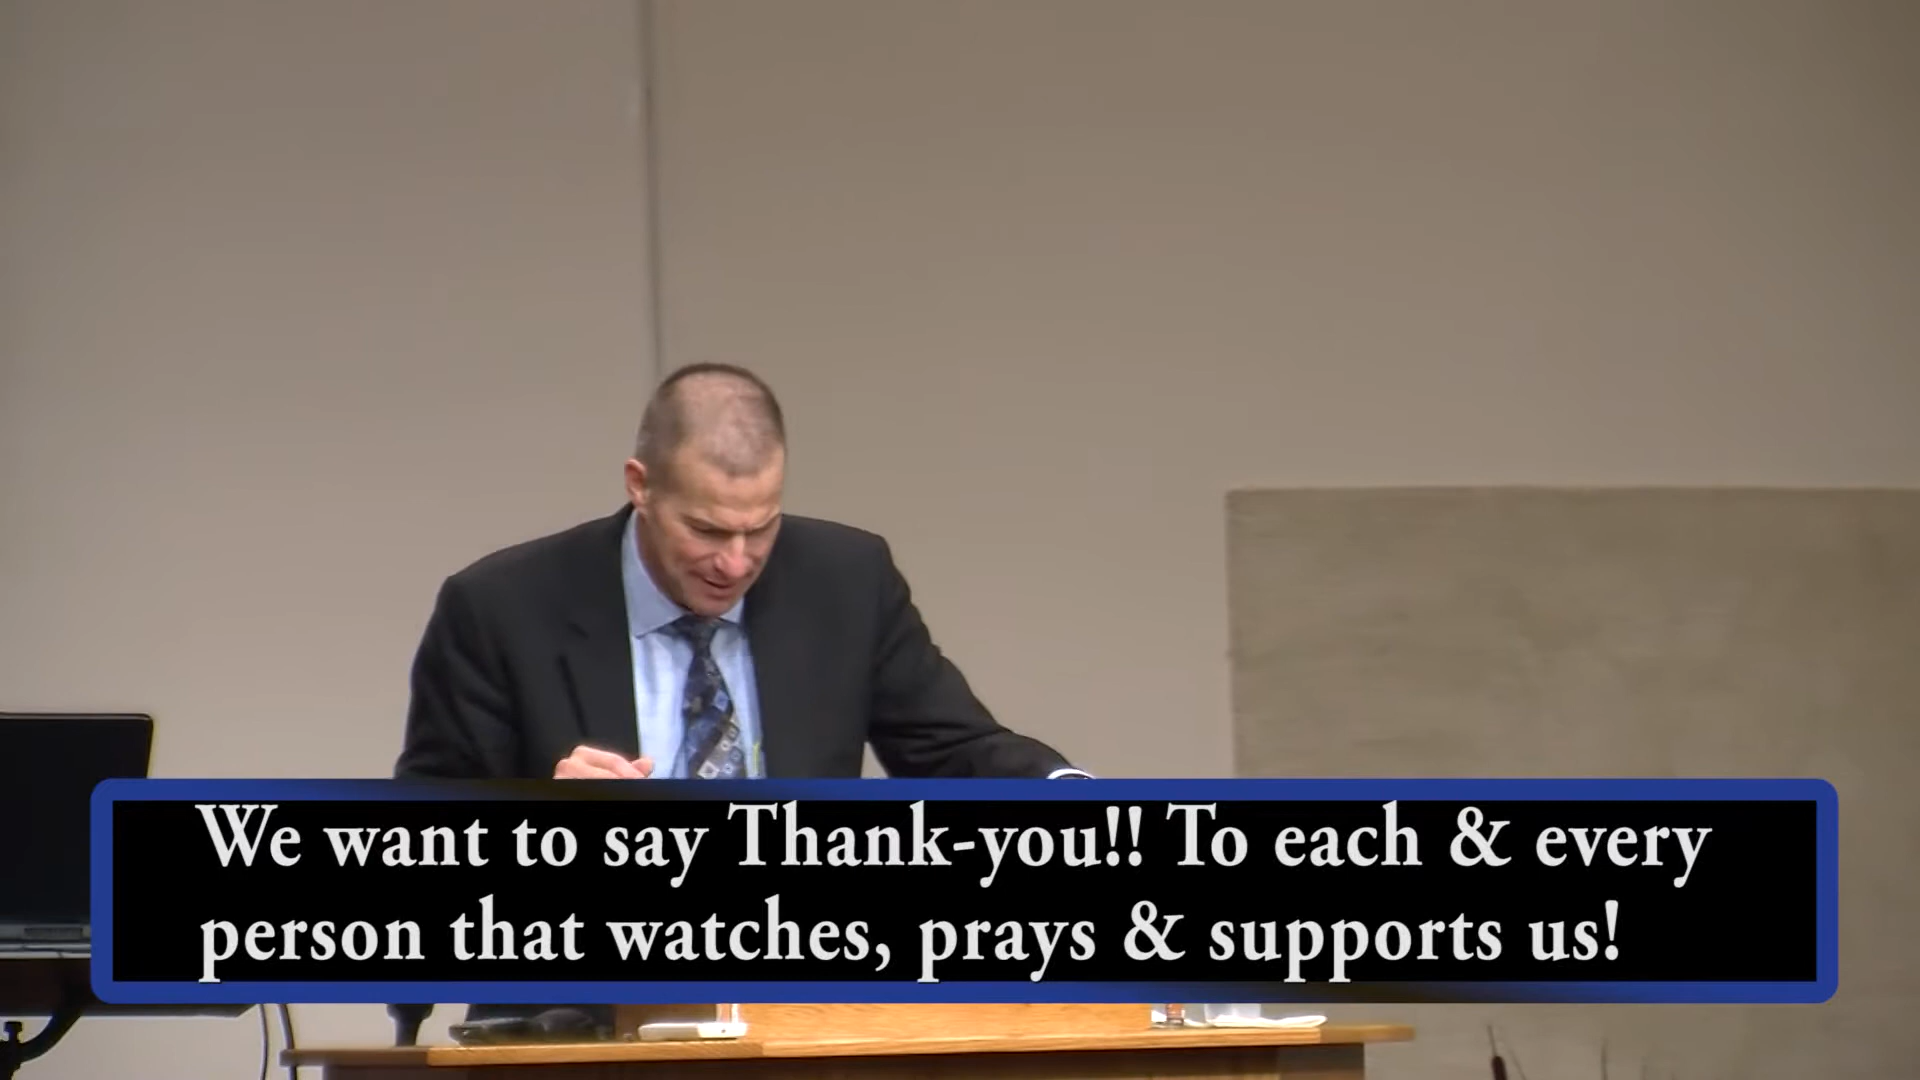 We want to say Thank-you!! To each & every
person that watches, prays & supports us!